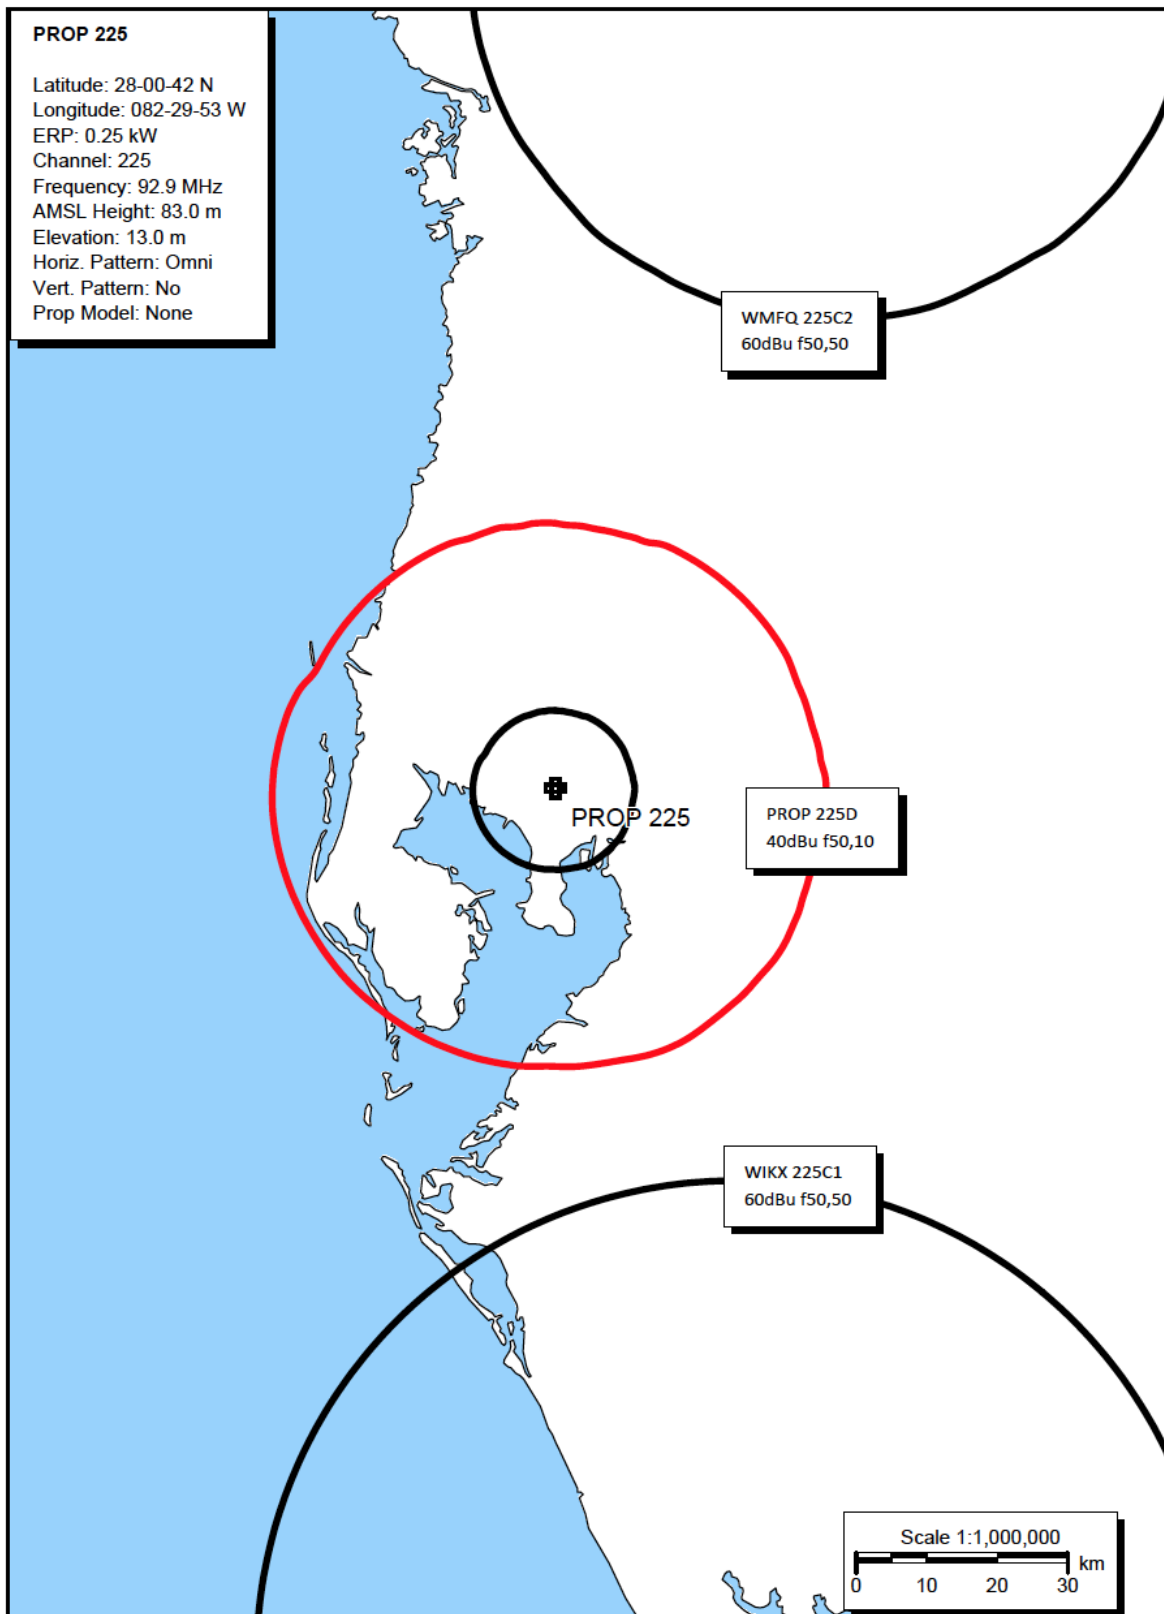 PROP 225
Latitude: 28-00-42 N
Longitude: 082-29-53 W
ERP: 0.25 kW
Channel: 225
Frequency: 92.9 MHz
AMSL Height: 83.0 m
Elevation: 13.0 m
Horiz. Pattern: Omni
Vert. Pattern: No
Prop Model: None
WMFQ 225C2
60dBu f50,50
PROP 225
PROP 225D
40dBu f50,10
WIKX 225C1
60dBu f50,50
Scale 1:1,000,000
km
0 10 20 30